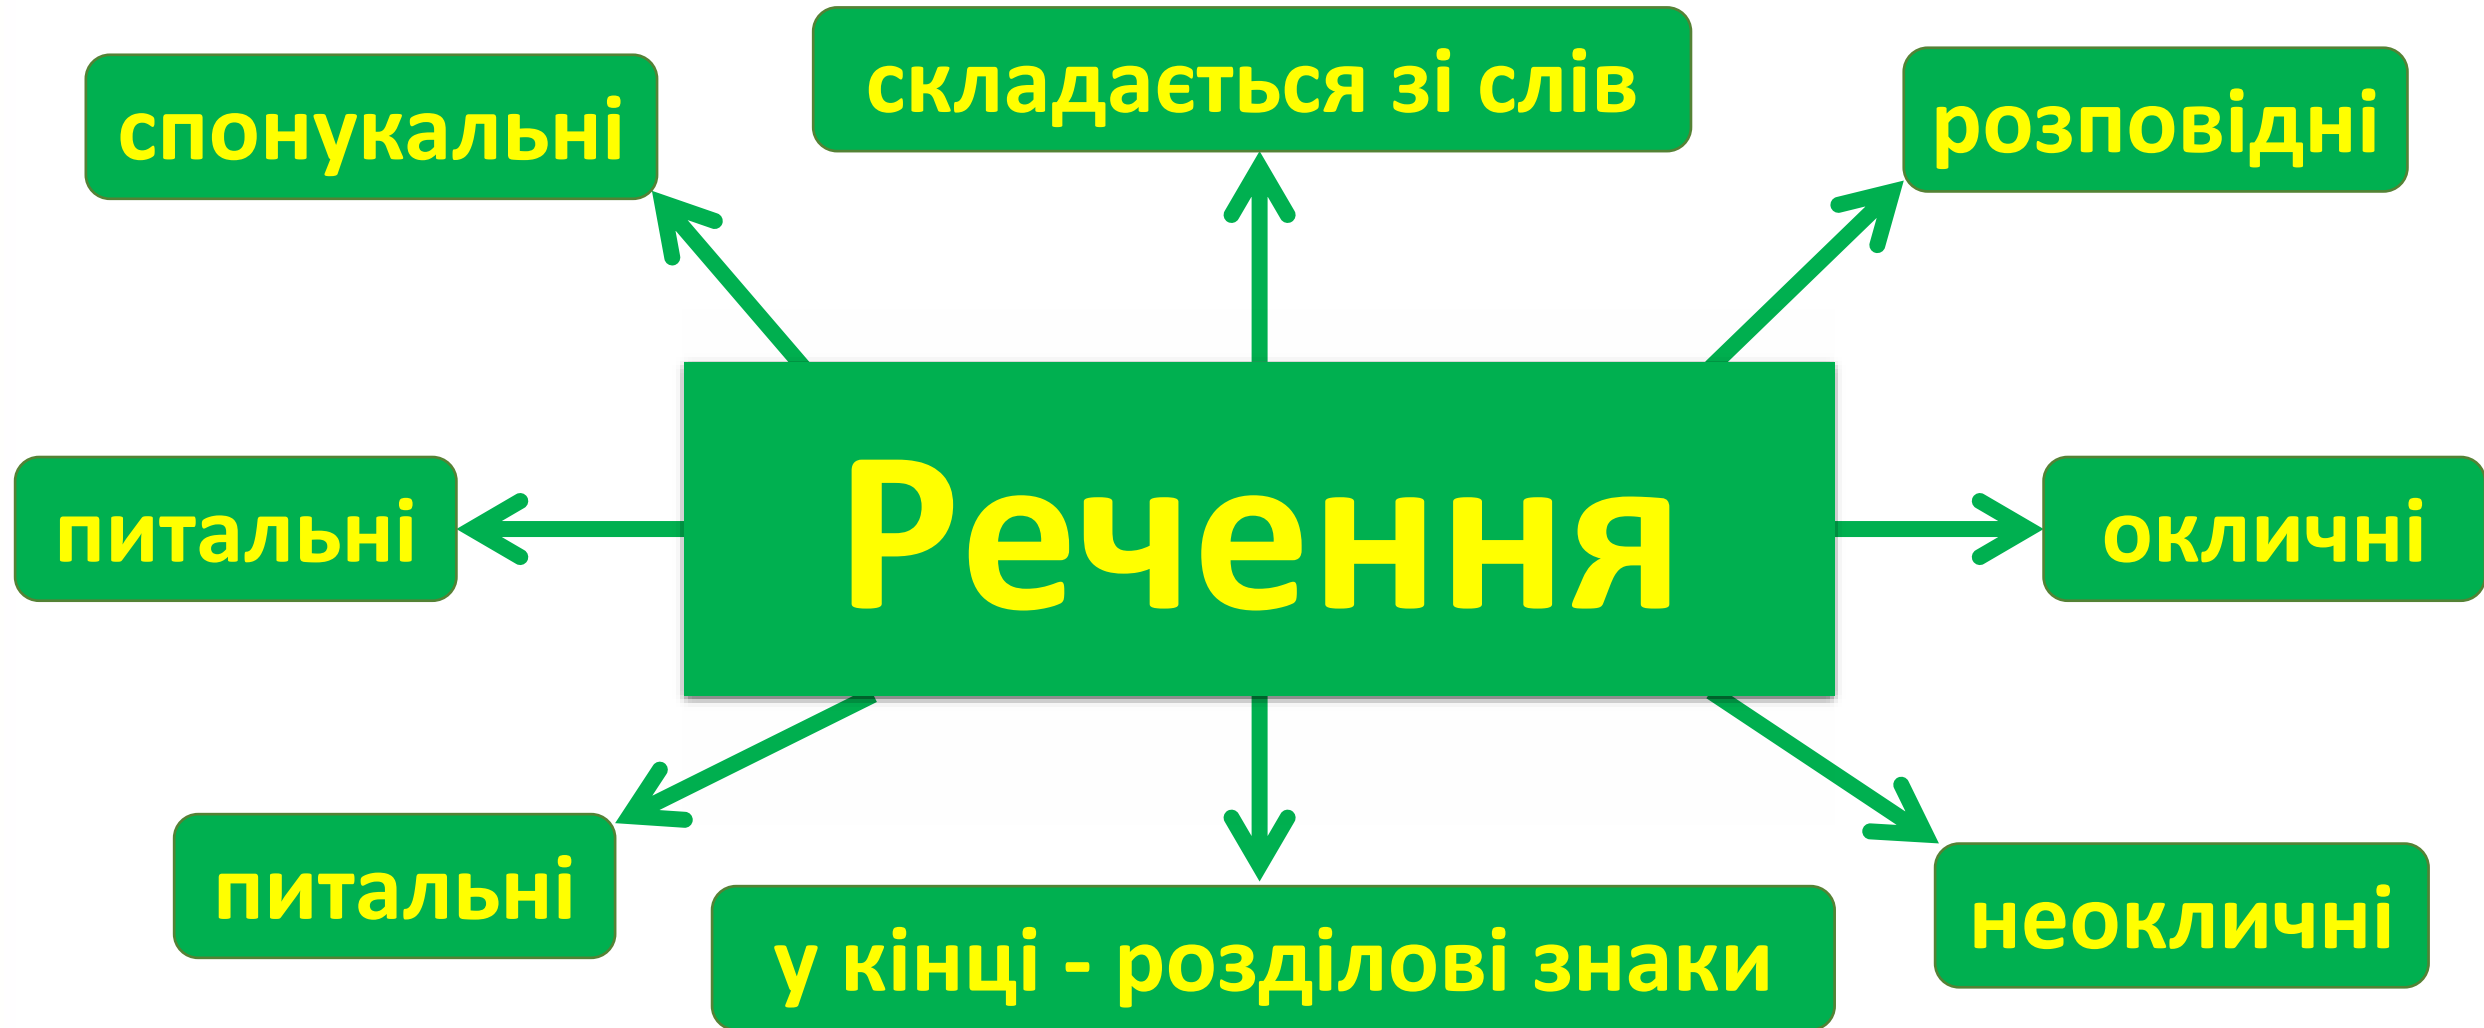 складається зі слів
спонукальні
розповідні
Речення
питальні
окличні
питальні
неокличні
у кінці - розділові знаки